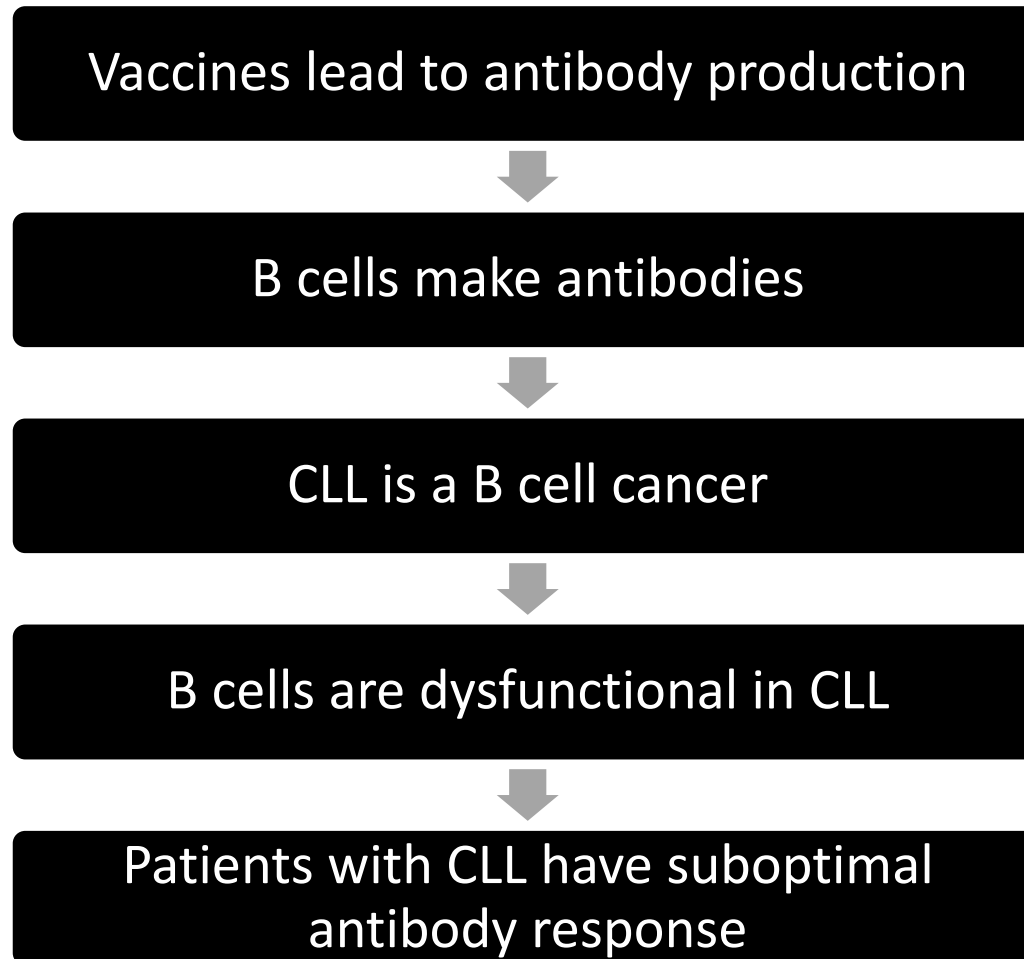 Vaccines lead to antibody production
B cells make antibodies
CLL is a B cell cancer
B cells are dysfunctional in CLL
Patients with CLL have suboptimal
antibody response